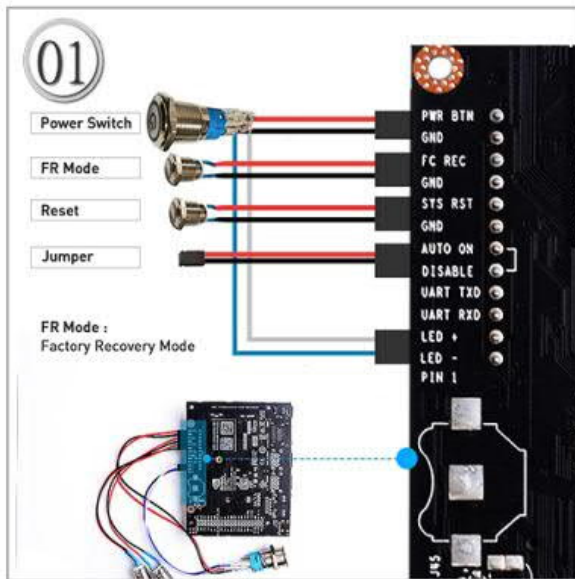 01
Power Switch
FR Mode
Reset
Jumper
FR Mode :
Factory Recovery Mode
PWR BTN
GND
FC REC
GND
SYS RST
GND
AUTO ON
DISABLE
UART TXD
UART RXD
LED +
LED -
PIN 1
J45